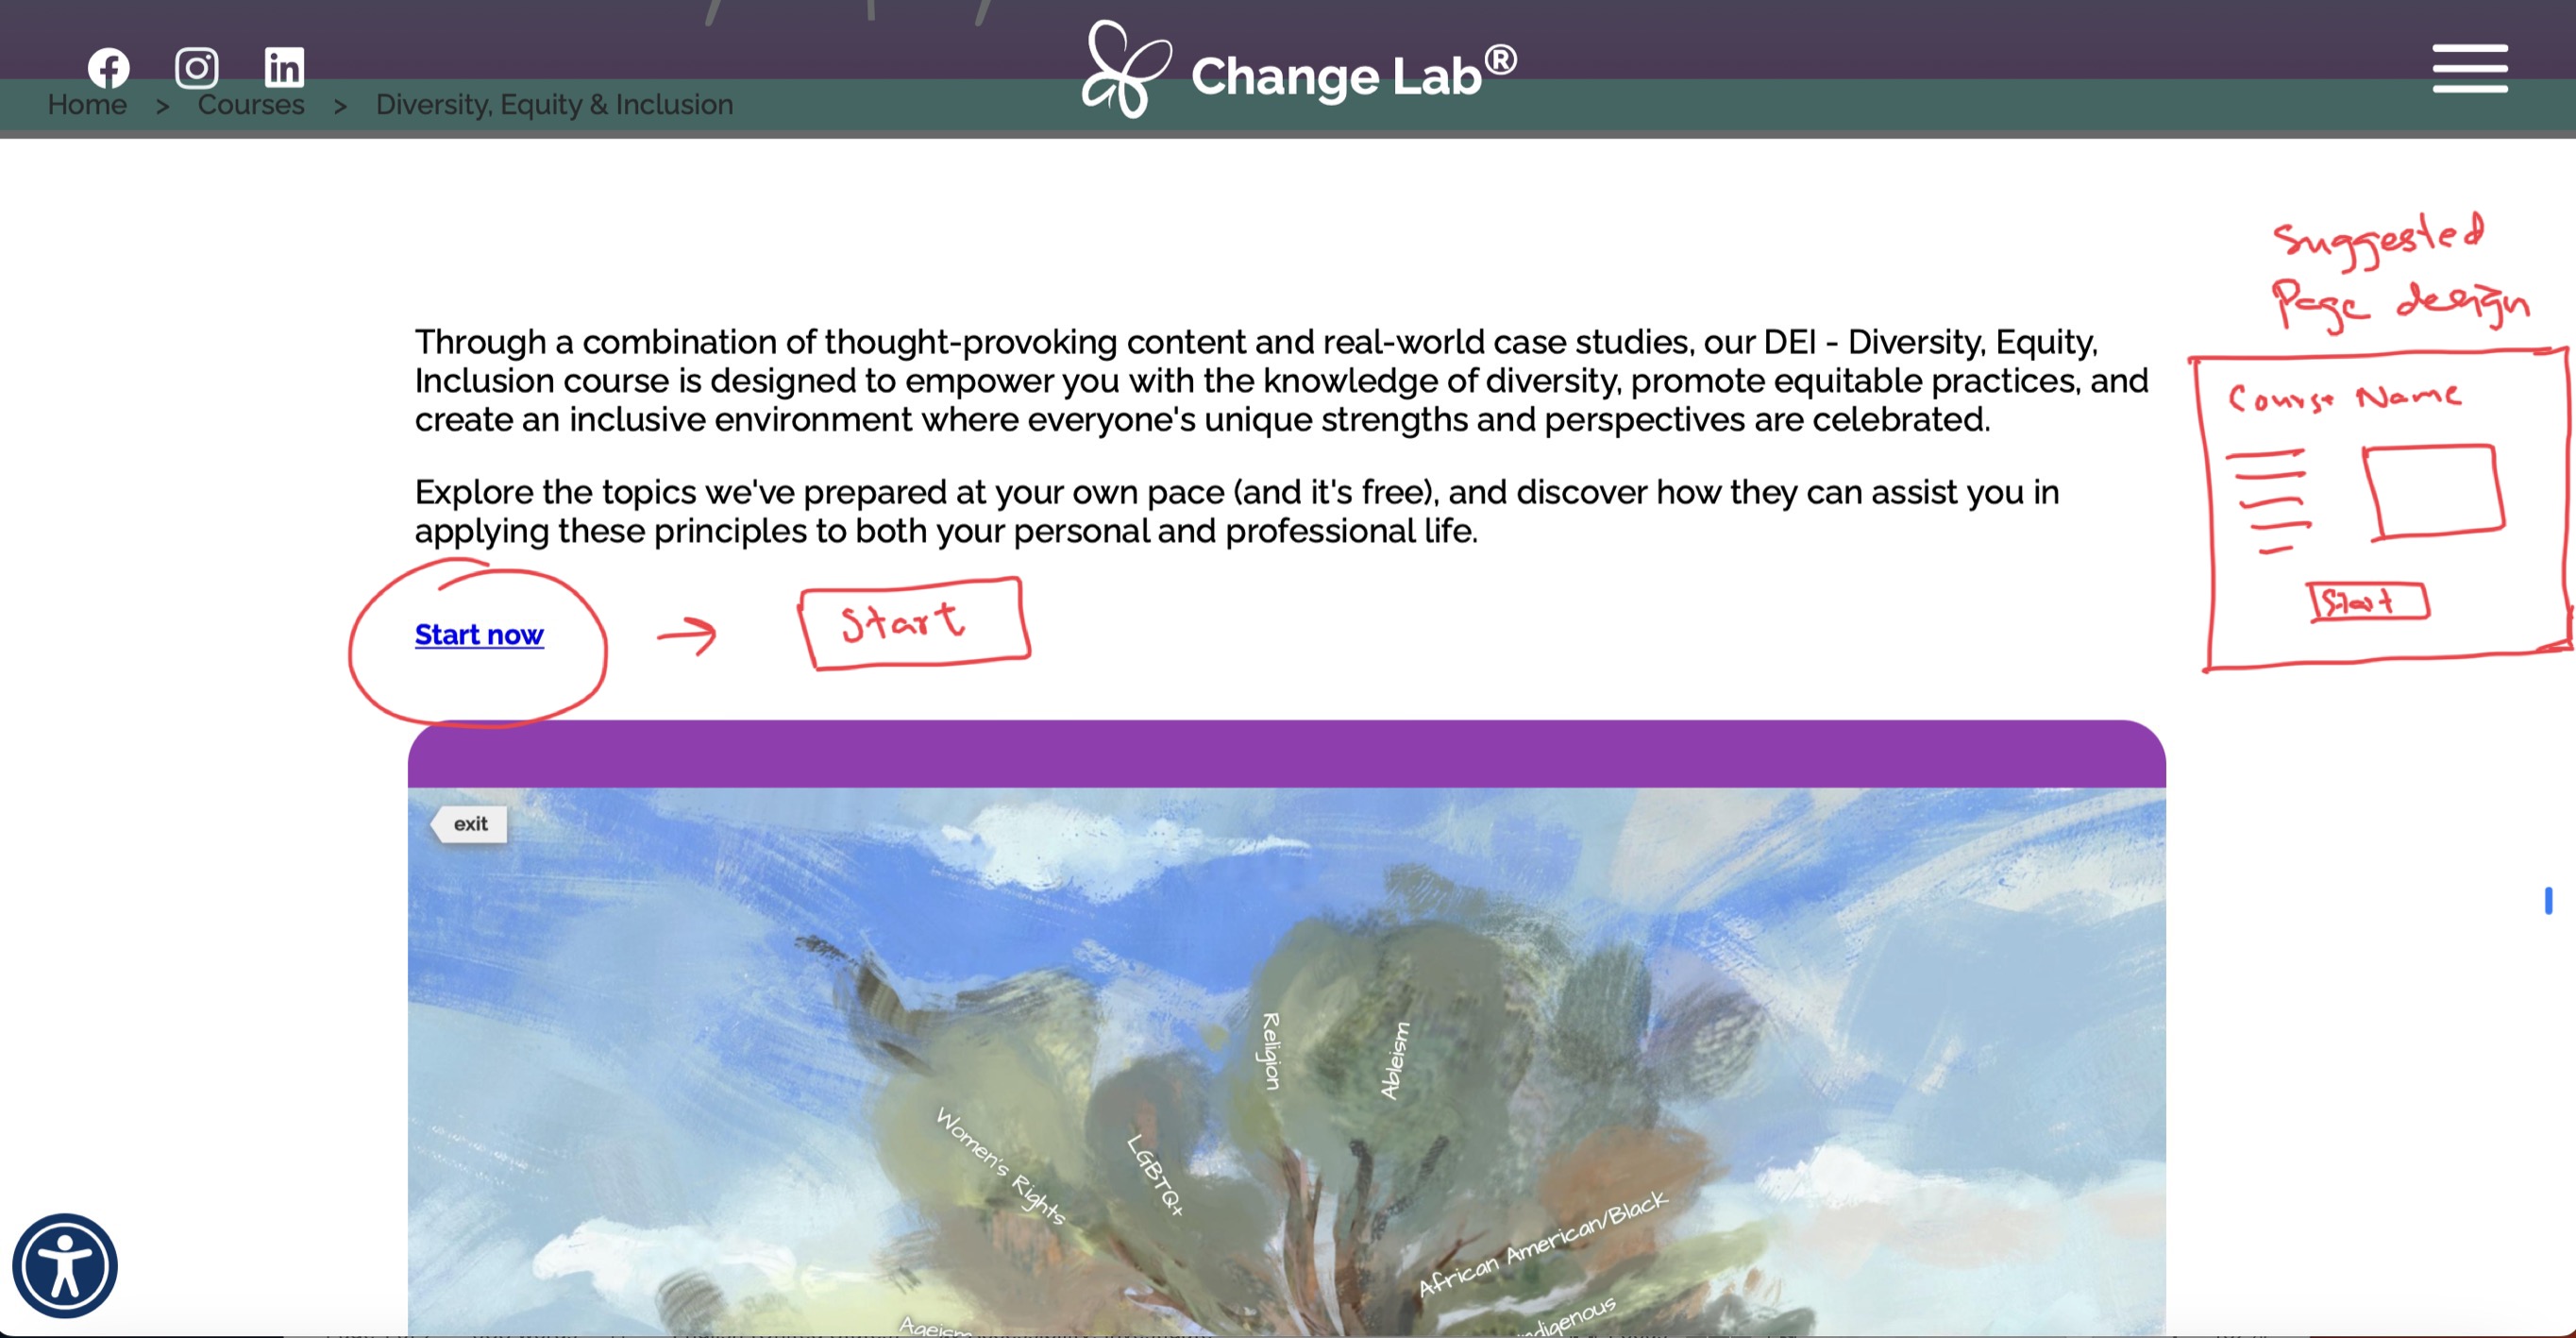 Change Lab®
Home > Courses > Diversity, Equity & Inclusion
Suggested
Page design
Through a combination of thought-provoking content and real-world case studies, our DEI - Diversity, Equity,
Inclusion course is designed to empower you with the knowledge of diversity, promote equitable practices, and
create an inclusive environment where everyone's unique strengths and perspectives are celebrated.
Explore the topics we've prepared at your own pace (and it's free), and discover how they can assist you in
applying these principles to both your personal and professional life.
Course Name
Start
Start now
→
Start
exit
Religion
Ableism
Women's Rights
LGBTQ+
African American/Black